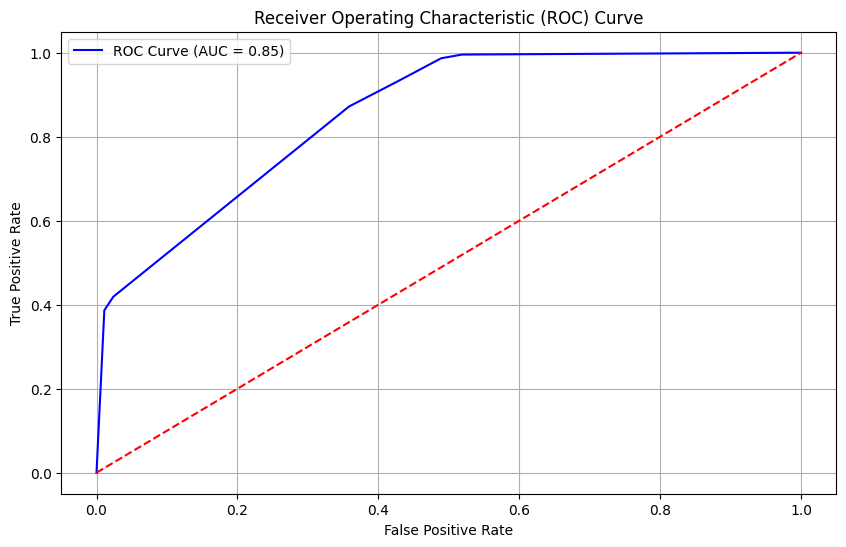 Receiver Operating Characteristic (ROC) Curve
ROC Curve (AUC = 0.85)
True Positive Rate
1.0
0.8
0.6
0.4
0.2
0.0
0.0 0.2 0.4 0.6 0.8 1.0
False Positive Rate